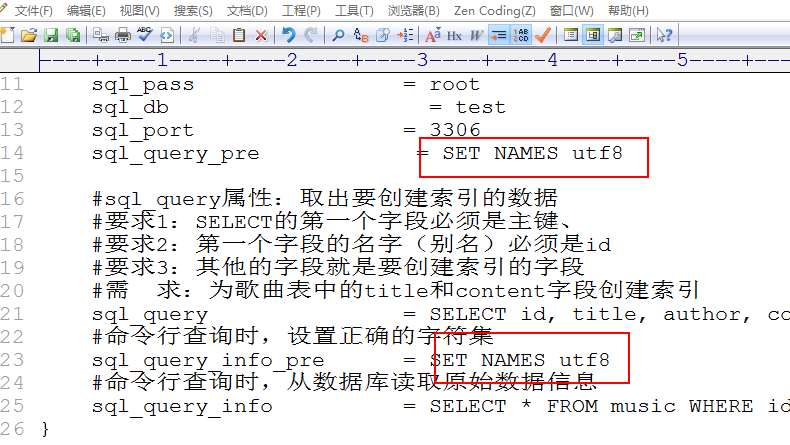 文件(F) 编辑(E) 视图(V) 搜索(S) 文档(D) 工程(P) 工具(T) 浏览器(B) Zen Coding(Z) 窗口(W) 帮助(H)
----+----1----+----2----+----3----+----4----+----5----+----
11 sql_pass = root
12 sql_db = test
13 sql_port = 3306
14 sql_query_pre = SET NAMES utf8
15
16 #sql_query属性：取出要创建索引的数据
17 #要求1：SELECT的第一个字段必须是主键、
18 #要求2：第一个字段的名字（别名）必须是id
19 #要求3：其他的字段就是要创建索引的字段
20 #需 求：为歌曲表中的title和content字段创建索引
21 sql_query = SELECT id, title, author, co
22 #命令行查询时，设置正确的字符集
23 sql_query_info_pre = SET NAMES utf8
24 #命令行查询时，从数据库读取原始数据信息
25 sql_query_info = SELECT * FROM music WHERE id
26 }